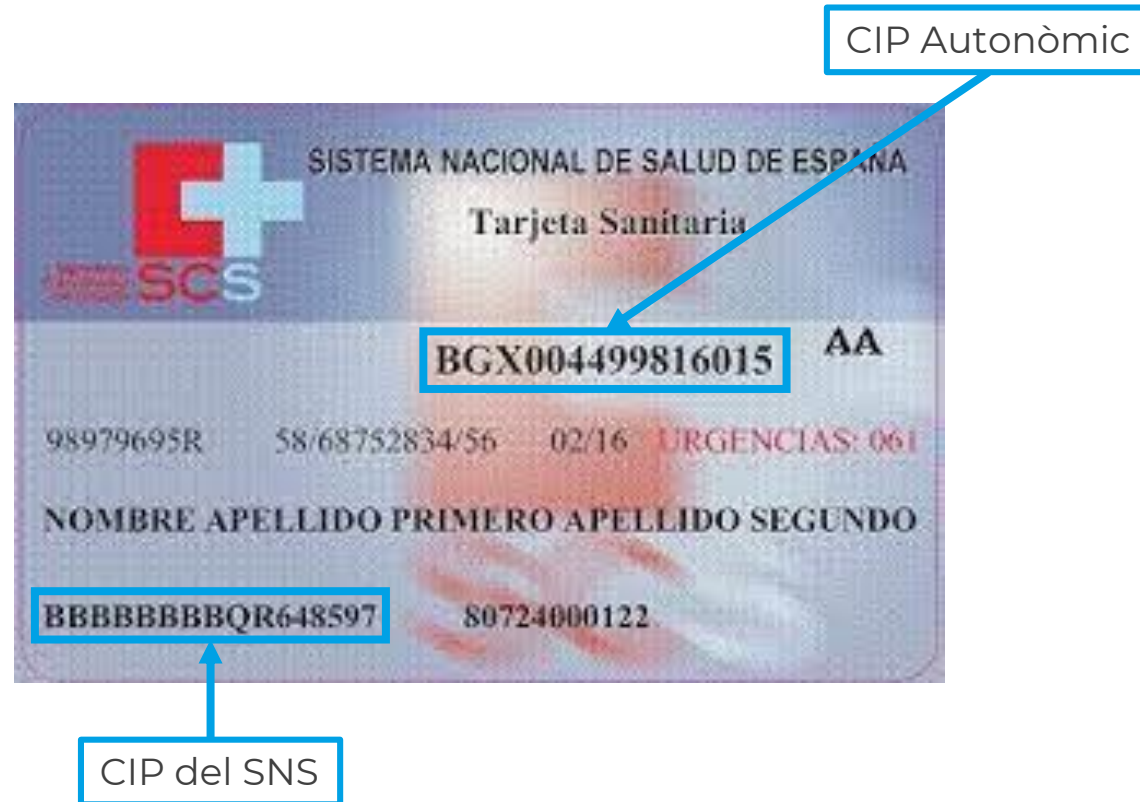 CIP Autonòmic
SISTEMA NACIONAL DE SALUD DE ESPAÑA
Tarjeta Sanitaria
SCS
BGX004499816015 AA
98979695R 58/68752834/56 02/16 URGENCIAS: 061
NOMBRE APELLIDO PRIMERO APELLIDO SEGUNDO
BBBBBBBBQR648597 80724000122
CIP del SNS